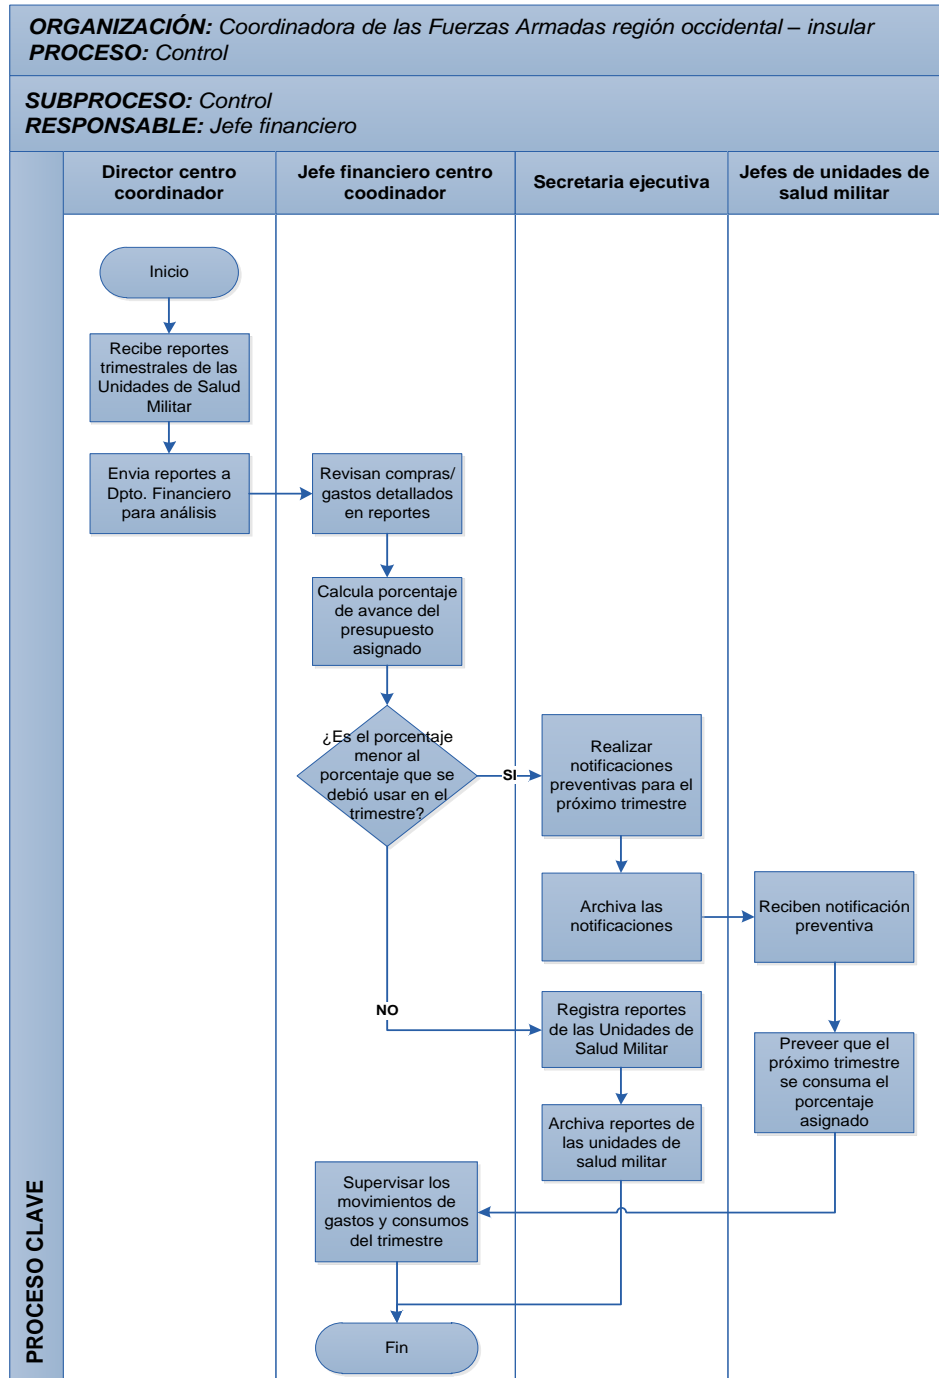 ORGANIZACIÓN: Coordinadora de las Fuerzas Armadas región occidental – insular
PROCESO: Control
SUBPROCESO: Control
RESPONSABLE: Jefe financiero
Director centro
coordinador
Jefe financiero centro
coodinador
Secretaria ejecutiva
Jefes de unidades de
salud militar
Inicio
Recibe reportes
trimestrales de las
Unidades de Salud
Militar
Envia reportes a
Dpto. Financiero
para análisis
Revisan compras/
gastos detallados
en reportes
Calcula porcentaje
de avance del
presupuesto
asignado
¿Es el porcentaje
menor al
porcentaje que se
debió usar en el
trimestre?
SI
Realizar
notificaciones
preventivas para el
próximo trimestre
Archiva las
notificaciones
Reciben notificación
preventiva
NO
Registra reportes
de las Unidades de
Salud Militar
Preveer que el
próximo trimestre
se consuma el
porcentaje
asignado
Archiva reportes de
las unidades de
salud militar
Supervisar los
movimientos de
gastos y consumos
del trimestre
Fin
PROCESO CLAVE